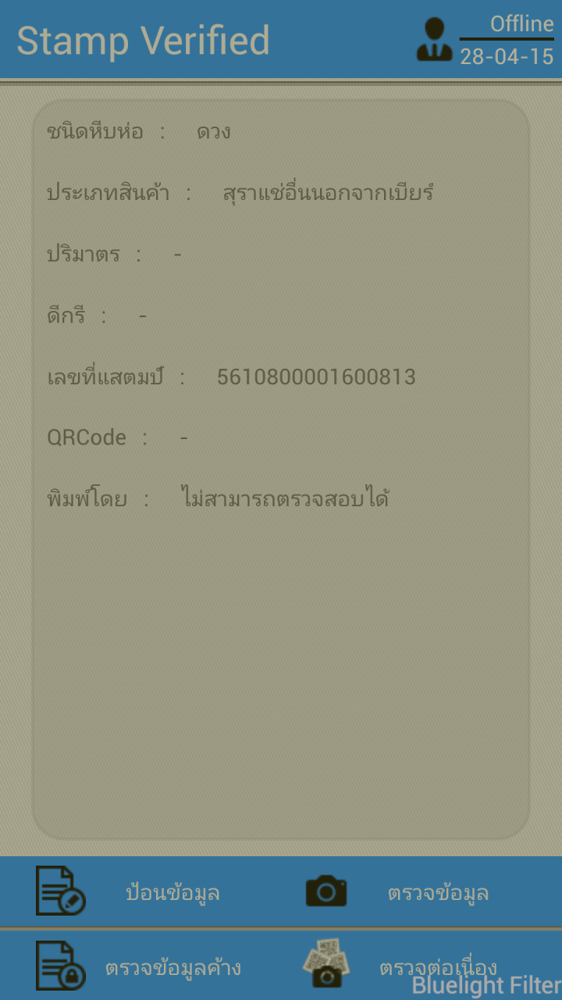 Stamp Verified
Offline
28-04-15
ชนิดหีบห่อ : ดวง
ประเภทสินค้า : สุราแช่อื่นนอกจากเบียร์
ปริมาตร : -
ดีกรี : -
เลขที่แสตมป์ : 5610800001600813
QRCode : -
พิมพ์โดย : ไม่สามารถตรวจสอบได้
ป้อนข้อมูล
ตรวจข้อมูล
ตรวจข้อมูลค้าง
ตรวจต่อเนื่อง
Bluelight Filter